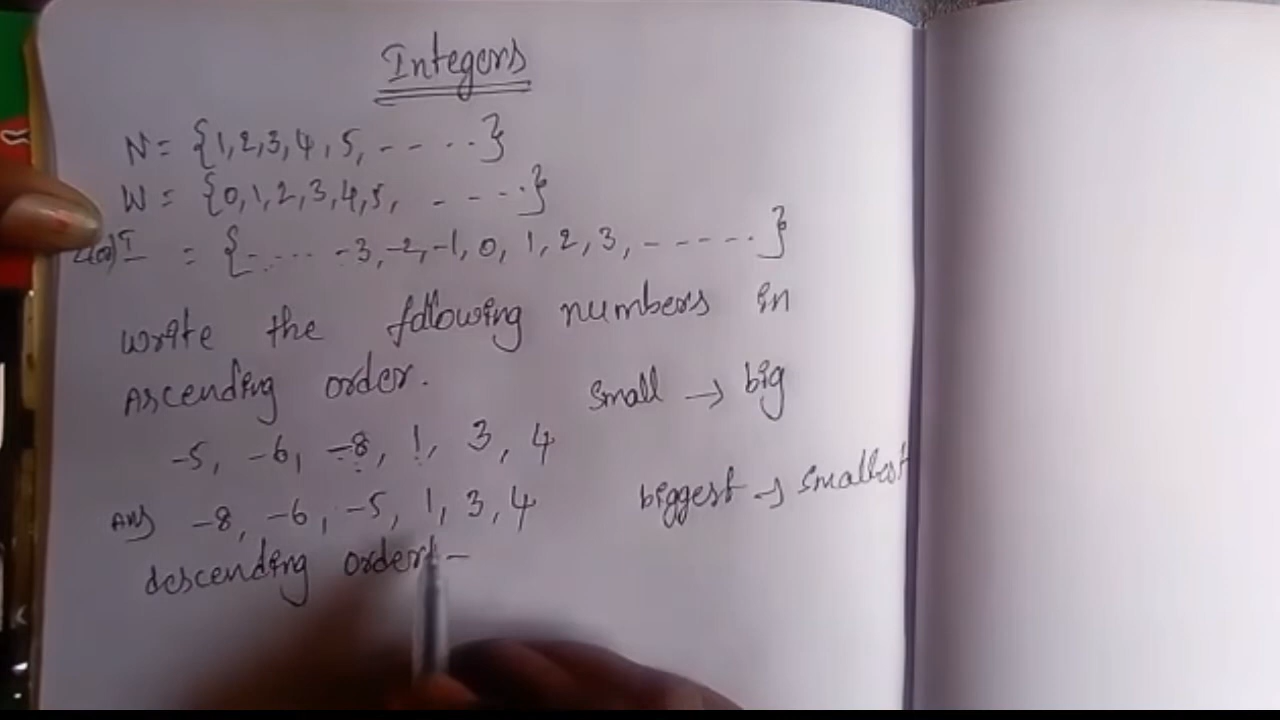 Integers
N = {1,2,3,4,5, - - - . . }
W = {0,1,2,3,4,5, - - - . . }
Z(or) I = {- . ... -3, -2, -1, 0, 1, 2, 3, - - - - - . }
Write the following numbers in
Ascending order. Small → big
-5, -6, -8, 1, 3, 4
Ans -8, -6, -5, 1, 3, 4 biggest → smallest
descending order -